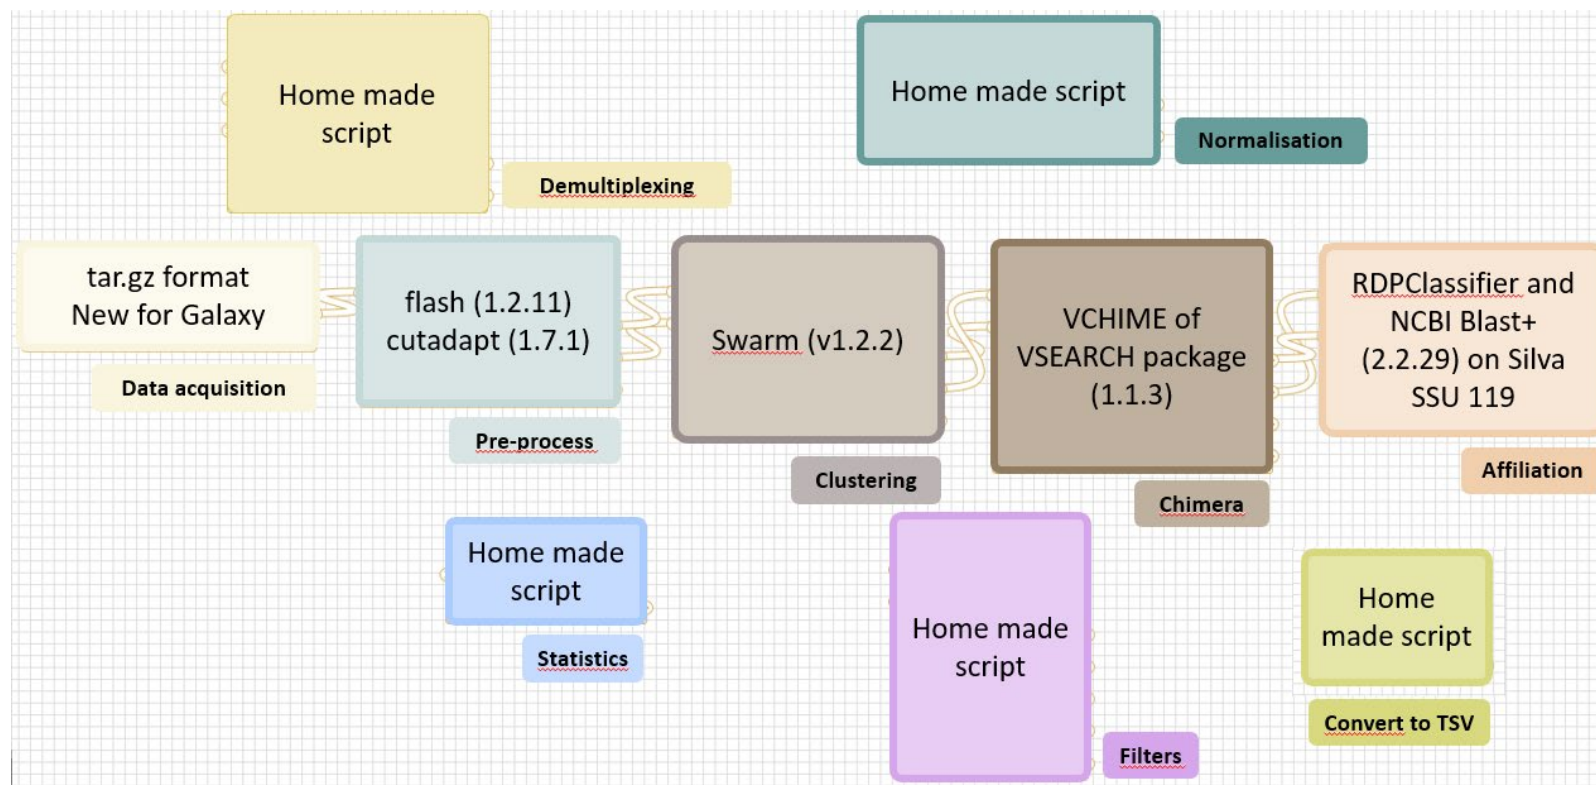 Home made
script
Demultiplexing
Home made script
Normalisation
tar.gz format
New for Galaxy
Data acquisition
flash (1.2.11)
cutadapt (1.7.1)
Pre-process
Swarm (v1.2.2)
Clustering
VCHIME of
VSEARCH package
(1.1.3)
Chimera
RDPClassifier and
NCBI Blast+
(2.2.29) on Silva
SSU 119
Affiliation
Home made
script
Statistics
Home made
script
Filters
Home
made script
Convert to TSV